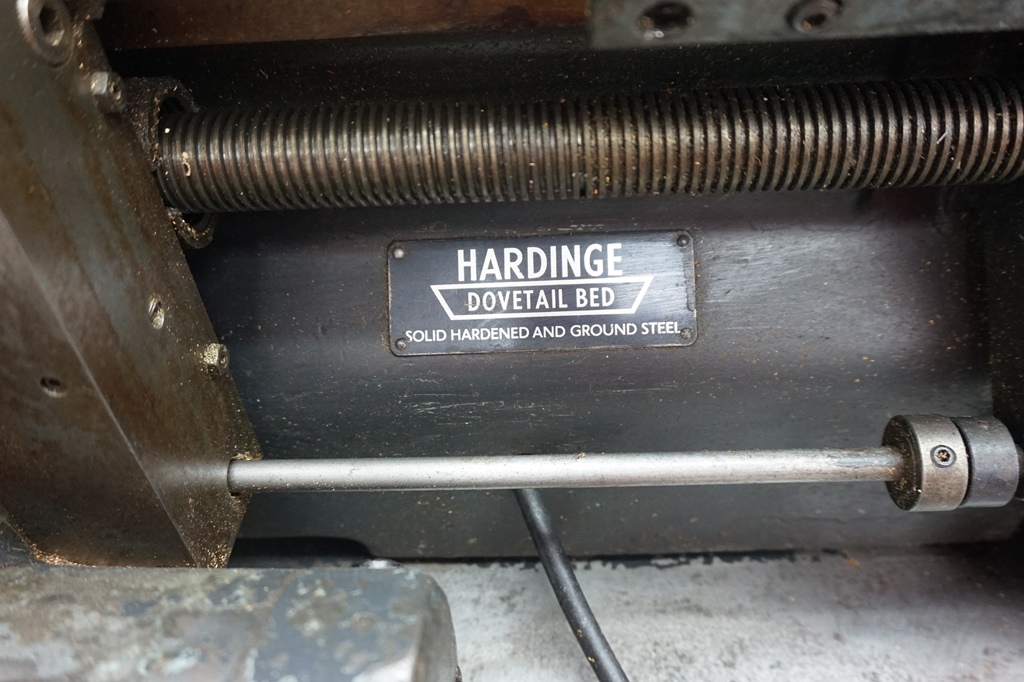 HARDINGE
DOVETAIL BED
SOLID HARDENED AND GROUND STEEL